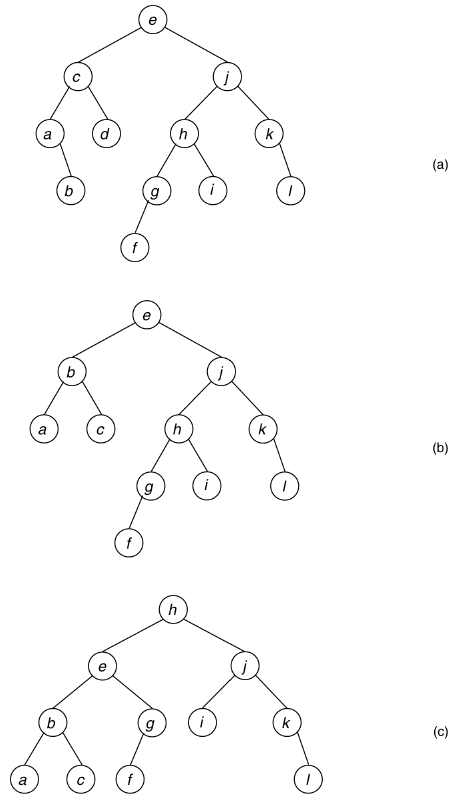 e
c j
a d h k
b g i l
f
(a)
e
b j
a c h k
g i l
f
(b)
h
e j
b g i k
a c f l
(c)